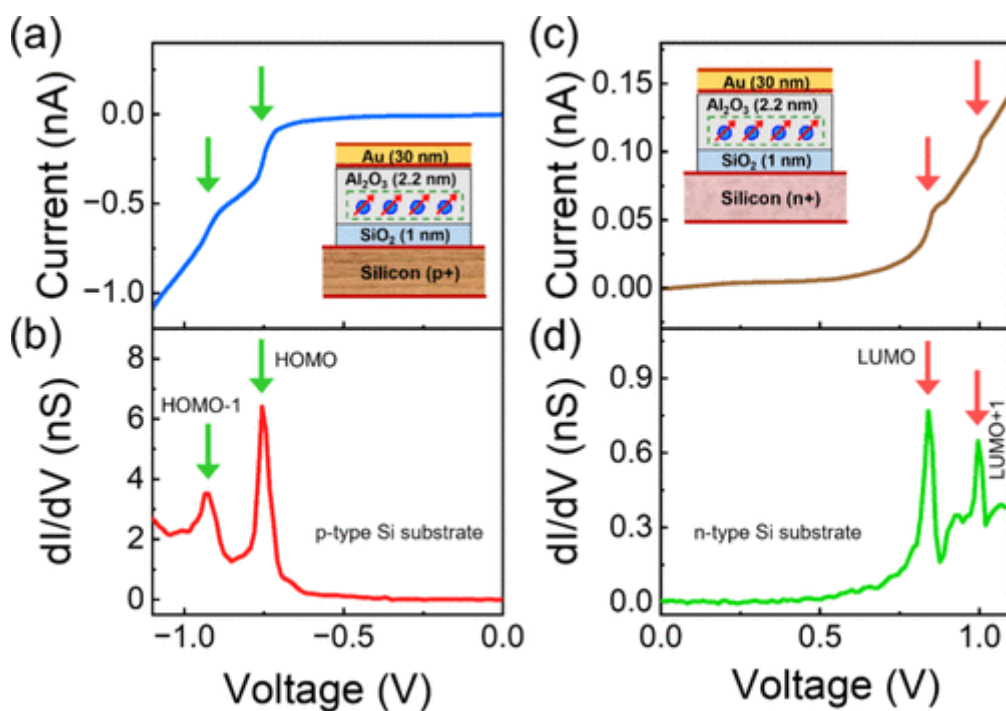 (a)
Current (nA)
0.0
−0.5
−1.0
Au (30 nm)
Al₂O₃ (2.2 nm)
SiO₂ (1 nm)
Silicon (p+)
(b)
dI/dV (nS)
8
6
4
2
0
HOMO
HOMO-1
p-type Si substrate
−1.0
−0.5
0.0
Voltage (V)
(c)
Current (nA)
0.15
0.10
0.05
0.00
Au (30 nm)
Al₂O₃ (2.2 nm)
SiO₂ (1 nm)
Silicon (n+)
(d)
dI/dV (nS)
0.9
0.6
0.3
0.0
LUMO
LUMO+1
n-type Si substrate
0.0
0.5
1.0
Voltage (V)